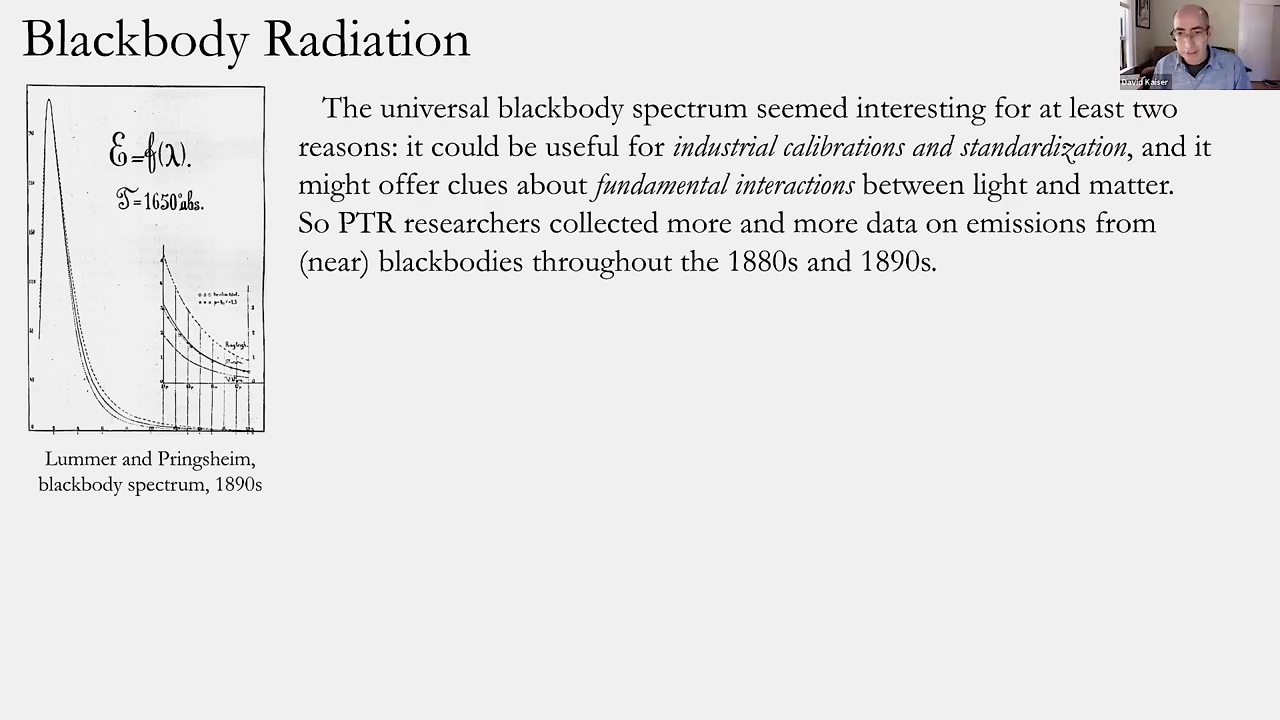 Blackbody Radiation
David Kaiser
The universal blackbody spectrum seemed interesting for at least two
reasons: it could be useful for industrial calibrations and standardization, and it
might offer clues about fundamental interactions between light and matter.
So PTR researchers collected more and more data on emissions from
(near) blackbodies throughout the 1880s and 1890s.
ℰ=f(λ).
T=1650°abs.
Rayleigh
Lummer and Pringsheim,
blackbody spectrum, 1890s